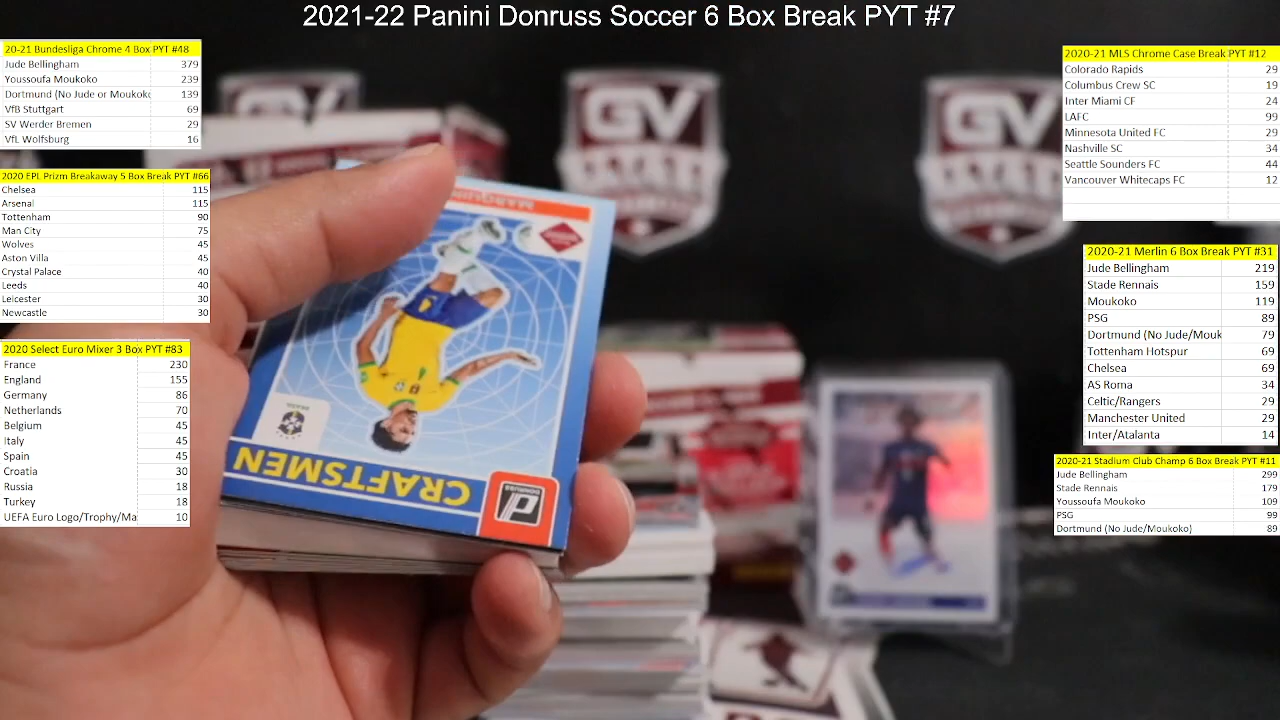 2021-22 Panini Donruss Soccer 6 Box Break PYT #7
20-21 Bundesliga Chrome 4 Box PYT #48
Jude Bellingham 379
Youssoufa Moukoko 239
Dortmund (No Jude or Moukoko 139
VfB Stuttgart 69
SV Werder Bremen 29
VfL Wolfsburg 16
2020 EPL Prizm Breakaway 5 Box Break PYT #66
Chelsea 115
Arsenal 115
Tottenham 90
Man City 75
Wolves 45
Aston Villa 45
Crystal Palace 40
Leeds 40
Leicester 30
Newcastle 30
2020 Select Euro Mixer 3 Box PYT #83
France 230
England 155
Germany 86
Netherlands 70
Belgium 45
Italy 45
Spain 45
Croatia 30
Russia 18
Turkey 18
UEFA Euro Logo/Trophy/Ma 10
2020-21 MLS Chrome Case Break PYT #12
Colorado Rapids 29
Columbus Crew SC 19
Inter Miami CF 24
LAFC 99
Minnesota United FC 29
Nashville SC 34
Seattle Sounders FC 44
Vancouver Whitecaps FC 12
2020-21 Merlin 6 Box Break PYT #31
Jude Bellingham 219
Stade Rennais 159
Moukoko 119
PSG 89
Dortmund (No Jude/Mouk 79
Tottenham Hotspur 69
Chelsea 69
AS Roma 34
Celtic/Rangers 29
Manchester United 29
Inter/Atalanta 14
2020-21 Stadium Club Champ 6 Box Break PYT #11
Jude Bellingham 299
Stade Rennais 179
Youssoufa Moukoko 109
PSG 99
Dortmund (No Jude/Moukoko) 89
GV
GV
CRAFTSMEN
DONRUSS
BRASIL
MARQUIN